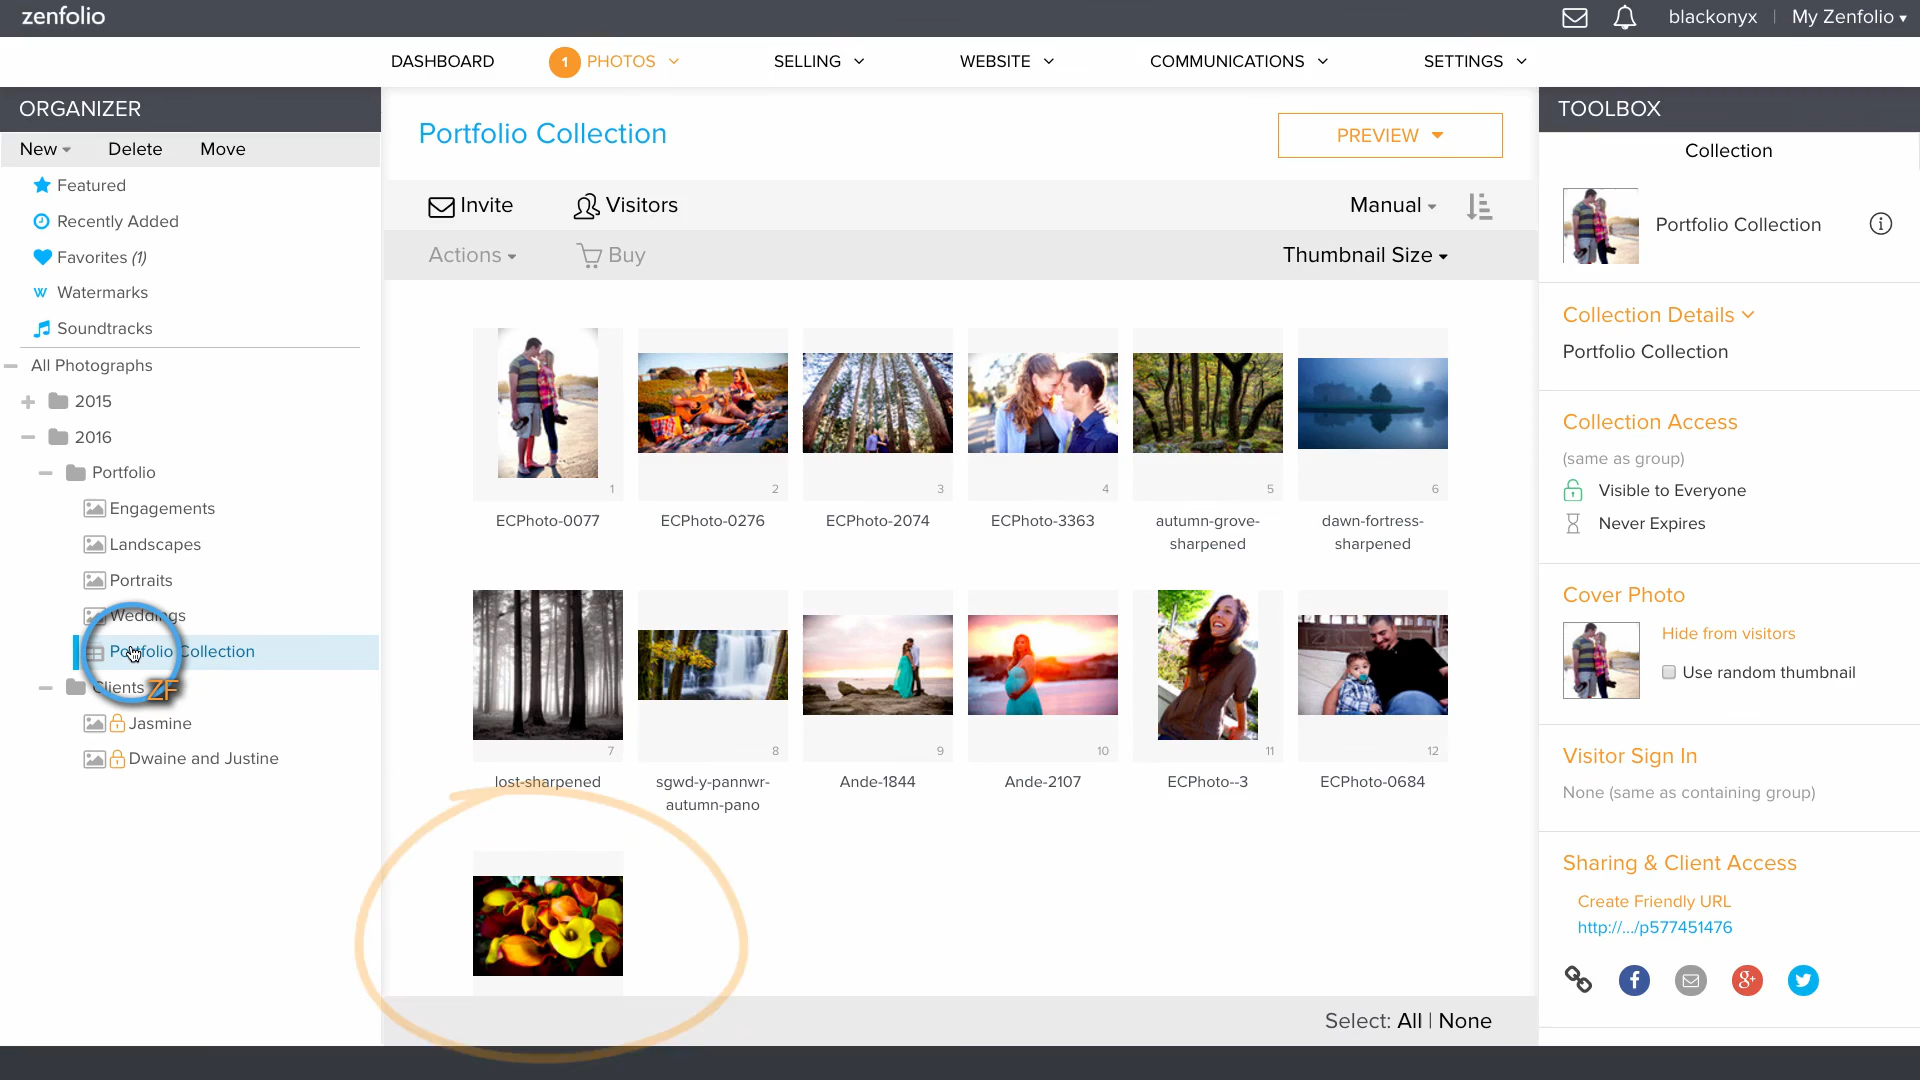 zenfolio
blackonyx | My Zenfolio
DASHBOARD
1 PHOTOS
SELLING
WEBSITE
COMMUNICATIONS
SETTINGS
ORGANIZER
New
Delete
Move
Featured
Recently Added
Favorites (1)
W Watermarks
Soundtracks
All Photographs
2015
2016
Portfolio
Engagements
Landscapes
Portraits
Weddings
Portfolio Collection
Clients
ZF
Jasmine
Dwaine and Justine
Portfolio Collection
PREVIEW
Invite
Visitors
Manual
Actions
Buy
Thumbnail Size
1
2
3
4
5
6
ECPhoto-0077
ECPhoto-0276
ECPhoto-2074
ECPhoto-3363
autumn-grove-
sharpened
dawn-fortress-
sharpened
7
8
9
10
11
12
lost-sharpened
sgwd-y-pannwr-
autumn-pano
Ande-1844
Ande-2107
ECPhoto--3
ECPhoto-0684
Select: All | None
TOOLBOX
Collection
Portfolio Collection
Collection Details
Portfolio Collection
Collection Access
(same as group)
Visible to Everyone
Never Expires
Cover Photo
Hide from visitors
Use random thumbnail
Visitor Sign In
None (same as containing group)
Sharing & Client Access
Create Friendly URL
http://.../p577451476